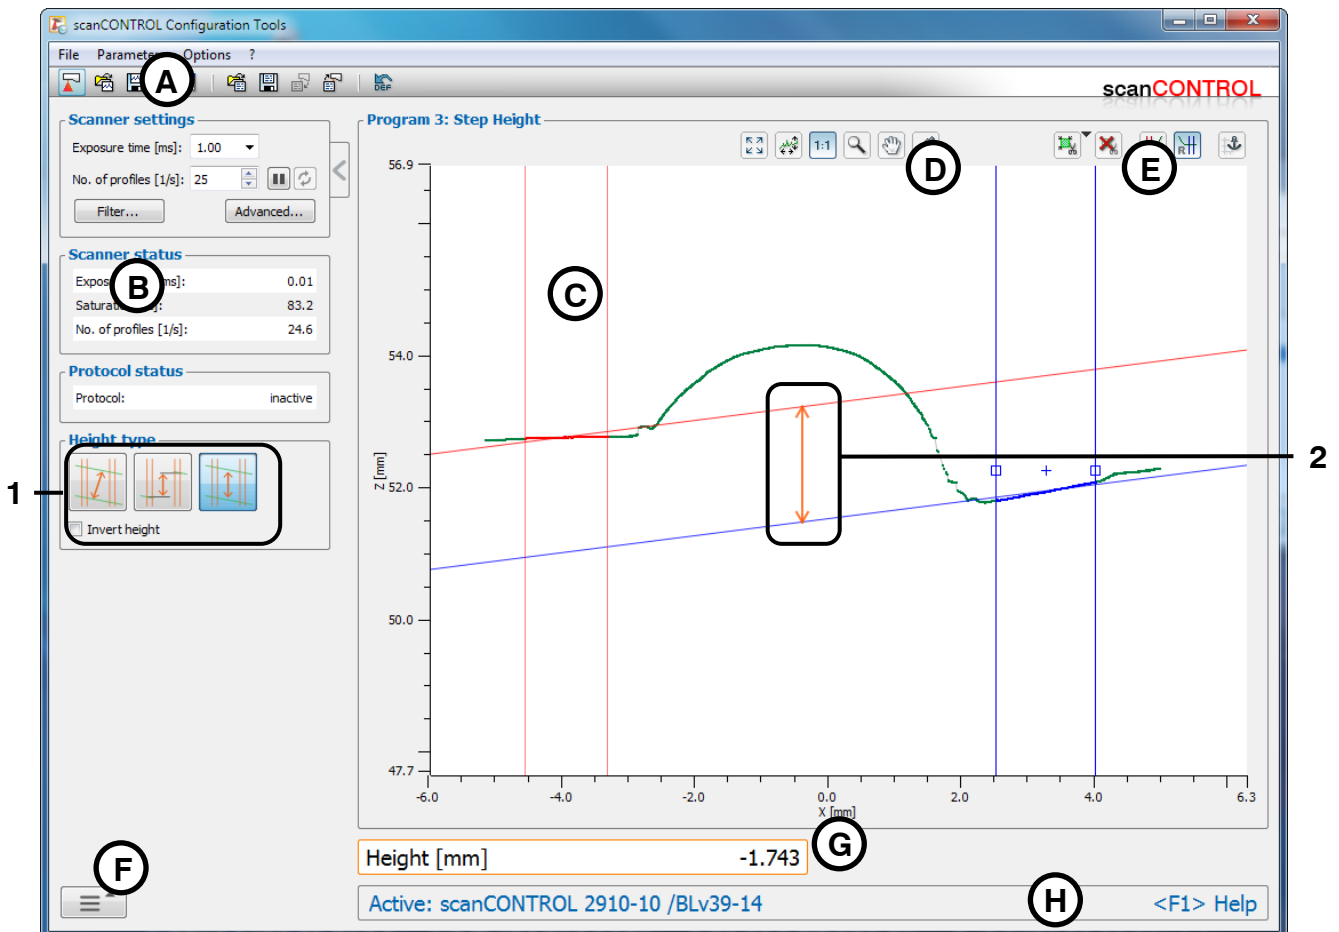 scanCONTROL Configuration Tools
File Parameter Options ?
A
DEF
scanCONTROL
Scanner settings
Exposure time [ms]: 1.00
No. of profiles [1/s]: 25
Filter... Advanced...
Scanner status
Expos ms]: 0.01
B
Saturati ]: 83.2
No. of profiles [1/s]: 24.6
Protocol status
Protocol: inactive
Height type
1
Invert height
Program 3: Step Height
1:1
D
R
E
C
2
56.9
54.0
52.0
50.0
47.7
Z [mm]
-6.0 -4.0 -2.0 0.0 2.0 4.0 6.3
X [mm]
Height [mm] -1.743
G
F
Active: scanCONTROL 2910-10 /BLv39-14
H
<F1> Help